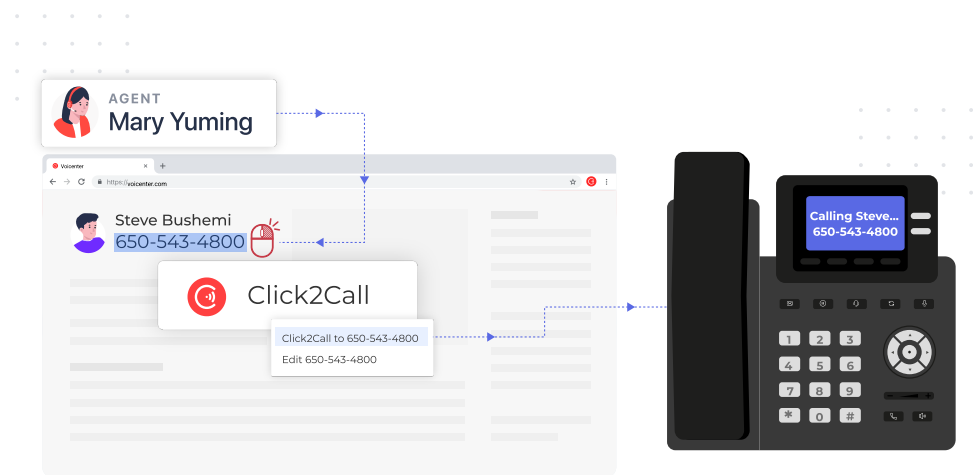 AGENT
Mary Yuming
Voicenter
https://voicenter.com
Steve Bushemi
650-543-4800
Click2Call
Click2Call to 650-543-4800
Edit 650-543-4800
Calling Steve...
650-543-4800
1 2 3
4 5 6
7 8 9
* 0 #